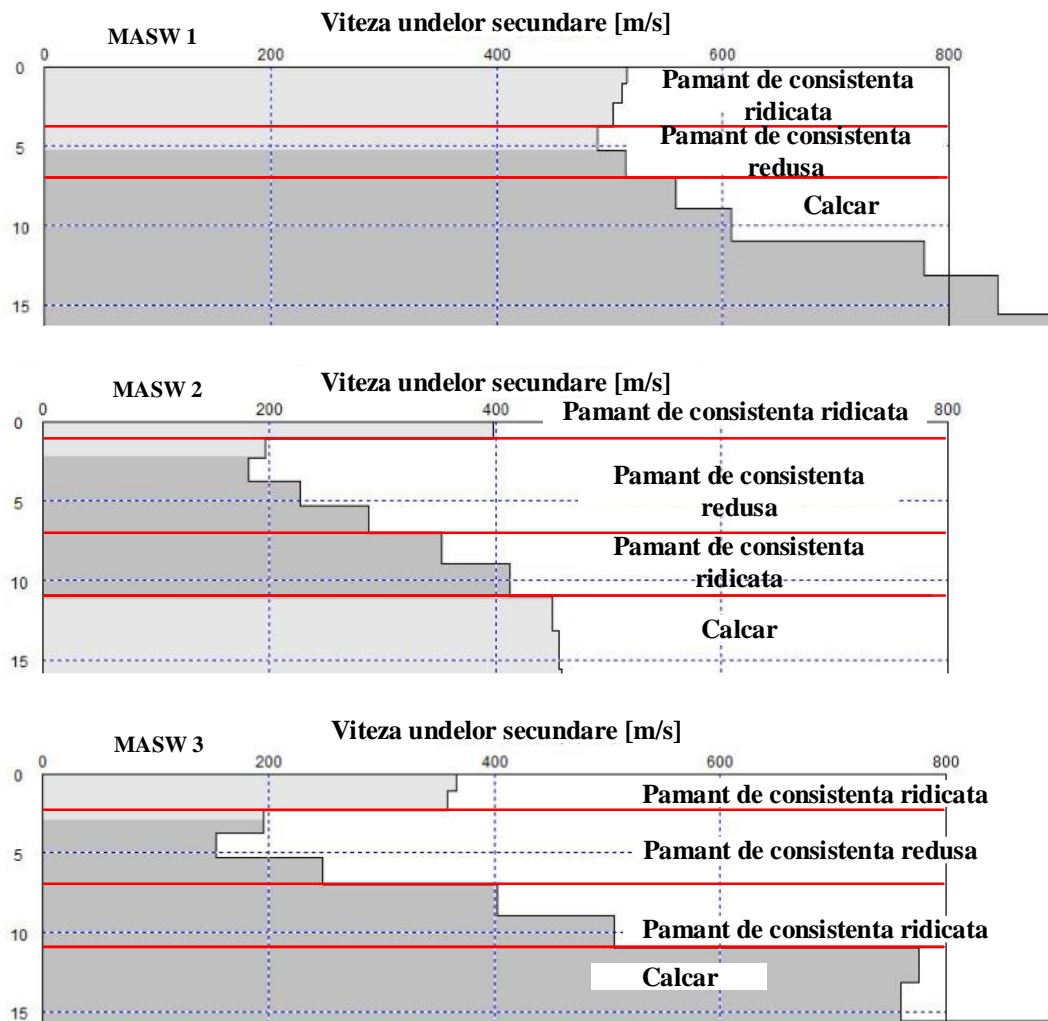 Viteza undelor secundare [m/s]
MASW 1
0 200 400 600 800
0
Pamant de consistenta
ridicata
5
Pamant de consistenta
redusa
Calcar
10
15
Viteza undelor secundare [m/s]
MASW 2
0 200 400 800
0
Pamant de consistenta ridicata
Pamant de consistenta
redusa
5
Pamant de consistenta
ridicata
10
Calcar
15
Viteza undelor secundare [m/s]
MASW 3
0 200 400 600 800
0
Pamant de consistenta ridicata
5
Pamant de consistenta redusa
10
Pamant de consistenta ridicata
Calcar
15